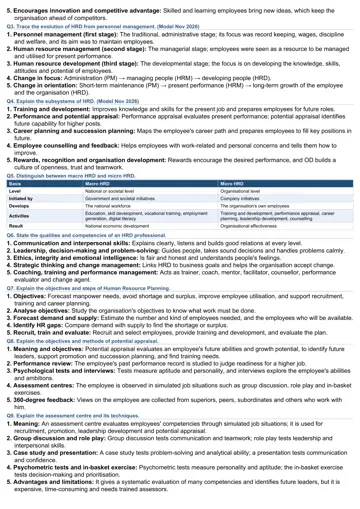 5. Encourages innovation and competitive advantage: Skilled and learning employees bring new ideas, which keep the
organisation ahead of competitors.
Q3. Trace the evolution of HRD from personnel management. (Model Nov 2026)
1. Personnel management (first stage): The traditional, administrative stage; its focus was record keeping, wages, discipline
and welfare, and its aim was to maintain employees.
2. Human resource management (second stage): The managerial stage; employees were seen as a resource to be managed
and utilised for present performance.
3. Human resource development (third stage): The developmental stage; the focus is on developing the knowledge, skills,
attitudes and potential of employees.
4. Change in focus: Administration (PM) → managing people (HRM) → developing people (HRD).
5. Change in orientation: Short-term maintenance (PM) → present performance (HRM) → long-term growth of the employee
and the organisation (HRD).
Q4. Explain the subsystems of HRD. (Model Nov 2026)
1. Training and development: Improves knowledge and skills for the present job and prepares employees for future roles.
2. Performance and potential appraisal: Performance appraisal evaluates present performance; potential appraisal identifies
future capability for higher posts.
3. Career planning and succession planning: Maps the employee's career path and prepares employees to fill key positions in
future.
4. Employee counselling and feedback: Helps employees with work-related and personal concerns and tells them how to
improve.
5. Rewards, recognition and organisation development: Rewards encourage the desired performance, and OD builds a
culture of openness, trust and teamwork.
Q5. Distinguish between macro HRD and micro HRD.
Basis Macro HRD Micro HRD
Level National or societal level Organisational level
Initiated by Government and societal initiatives Company initiatives
Develops The national workforce The organisation's own employees
Activities Education, skill development, vocational training, employment generation, digital literacy Training and development, performance appraisal, career planning, leadership development, counselling
Result National economic development Organisational effectiveness
Q6. State the qualities and competencies of an HRD professional.
1. Communication and interpersonal skills: Explains clearly, listens and builds good relations at every level.
2. Leadership, decision-making and problem-solving: Guides people, takes sound decisions and handles problems calmly.
3. Ethics, integrity and emotional intelligence: Is fair and honest and understands people's feelings.
4. Strategic thinking and change management: Links HRD to business goals and helps the organisation accept change.
5. Coaching, training and performance management: Acts as trainer, coach, mentor, facilitator, counsellor, performance
evaluator and change agent.
Q7. Explain the objectives and steps of Human Resource Planning.
1. Objectives: Forecast manpower needs, avoid shortage and surplus, improve employee utilisation, and support recruitment,
training and career planning.
2. Analyse objectives: Study the organisation's objectives to know what work must be done.
3. Forecast demand and supply: Estimate the number and kind of employees needed, and the employees who will be available.
4. Identify HR gaps: Compare demand with supply to find the shortage or surplus.
5. Recruit, train and evaluate: Recruit and select employees, provide training and development, and evaluate the plan.
Q8. Explain the objectives and methods of potential appraisal.
1. Meaning and objectives: Potential appraisal evaluates an employee's future abilities and growth potential, to identify future
leaders, support promotion and succession planning, and find training needs.
2. Performance review: The employee's past performance record is studied to judge readiness for a higher job.
3. Psychological tests and interviews: Tests measure aptitude and personality, and interviews explore the employee's abilities
and ambitions.
4. Assessment centres: The employee is observed in simulated job situations such as group discussion, role play and in-basket
exercises.
5. 360-degree feedback: Views on the employee are collected from superiors, peers, subordinates and others who work with
him.
Q9. Explain the assessment centre and its techniques.
1. Meaning: An assessment centre evaluates employees' competencies through simulated job situations; it is used for
recruitment, promotion, leadership development and potential appraisal.
2. Group discussion and role play: Group discussion tests communication and teamwork; role play tests leadership and
interpersonal skills.
3. Case study and presentation: A case study tests problem-solving and analytical ability; a presentation tests communication
and confidence.
4. Psychometric tests and in-basket exercise: Psychometric tests measure personality and aptitude; the in-basket exercise
tests decision-making and prioritisation.
5. Advantages and limitations: It gives a systematic evaluation of many competencies and identifies future leaders, but it is
expensive, time-consuming and needs trained assessors.